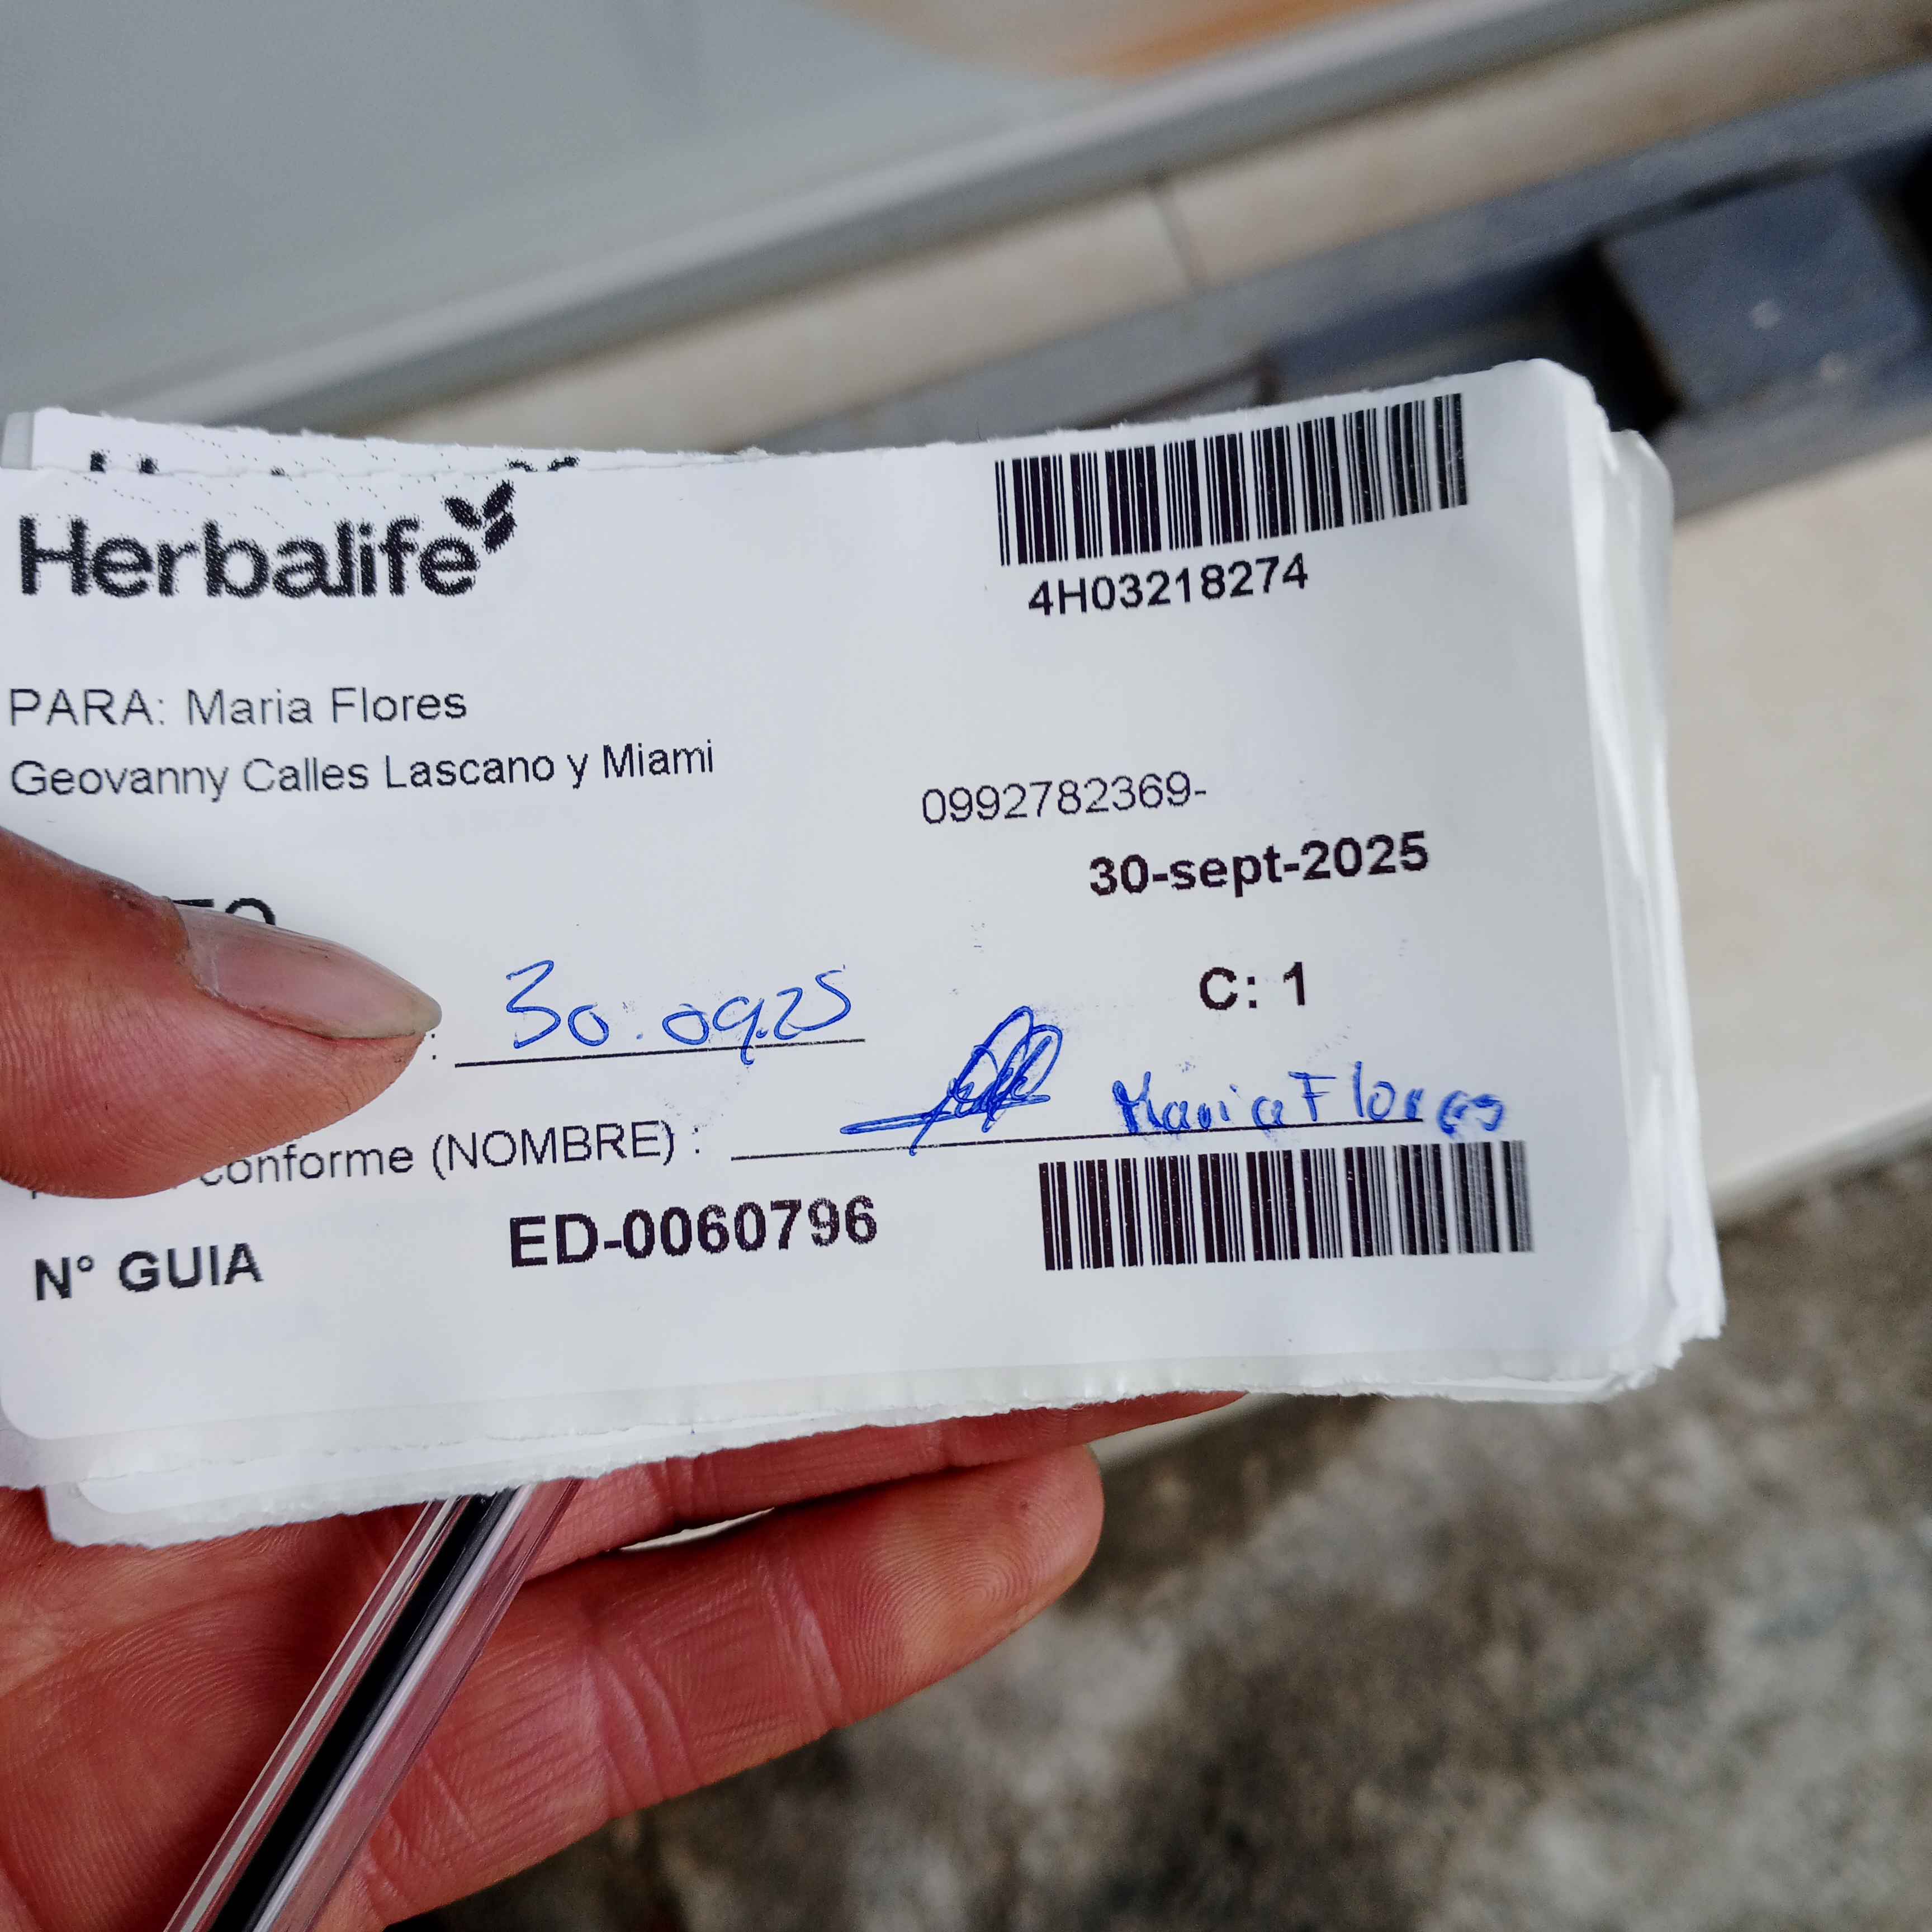 Herbalife
4H03218274
PARA: Maria Flores
Geovanny Calles Lascano y Miami
0992782369-
30-sept-2025
C: 1
: 30.09.25
conforme (NOMBRE) : Maria Flores
N° GUIA ED-0060796